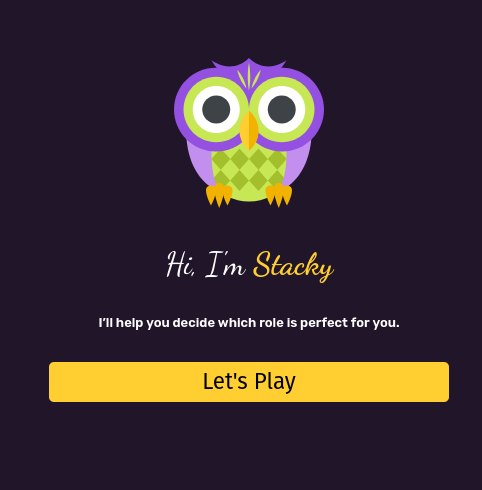 Hi, I'm Stacky
I'll help you decide which role is perfect for you.
Let's Play